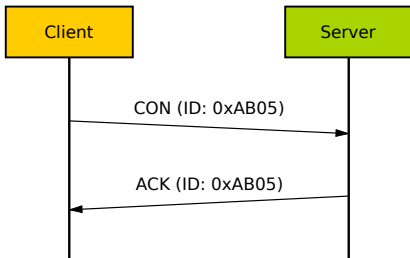 Client
Server
CON (ID: 0xAB05)
ACK (ID: 0xAB05)